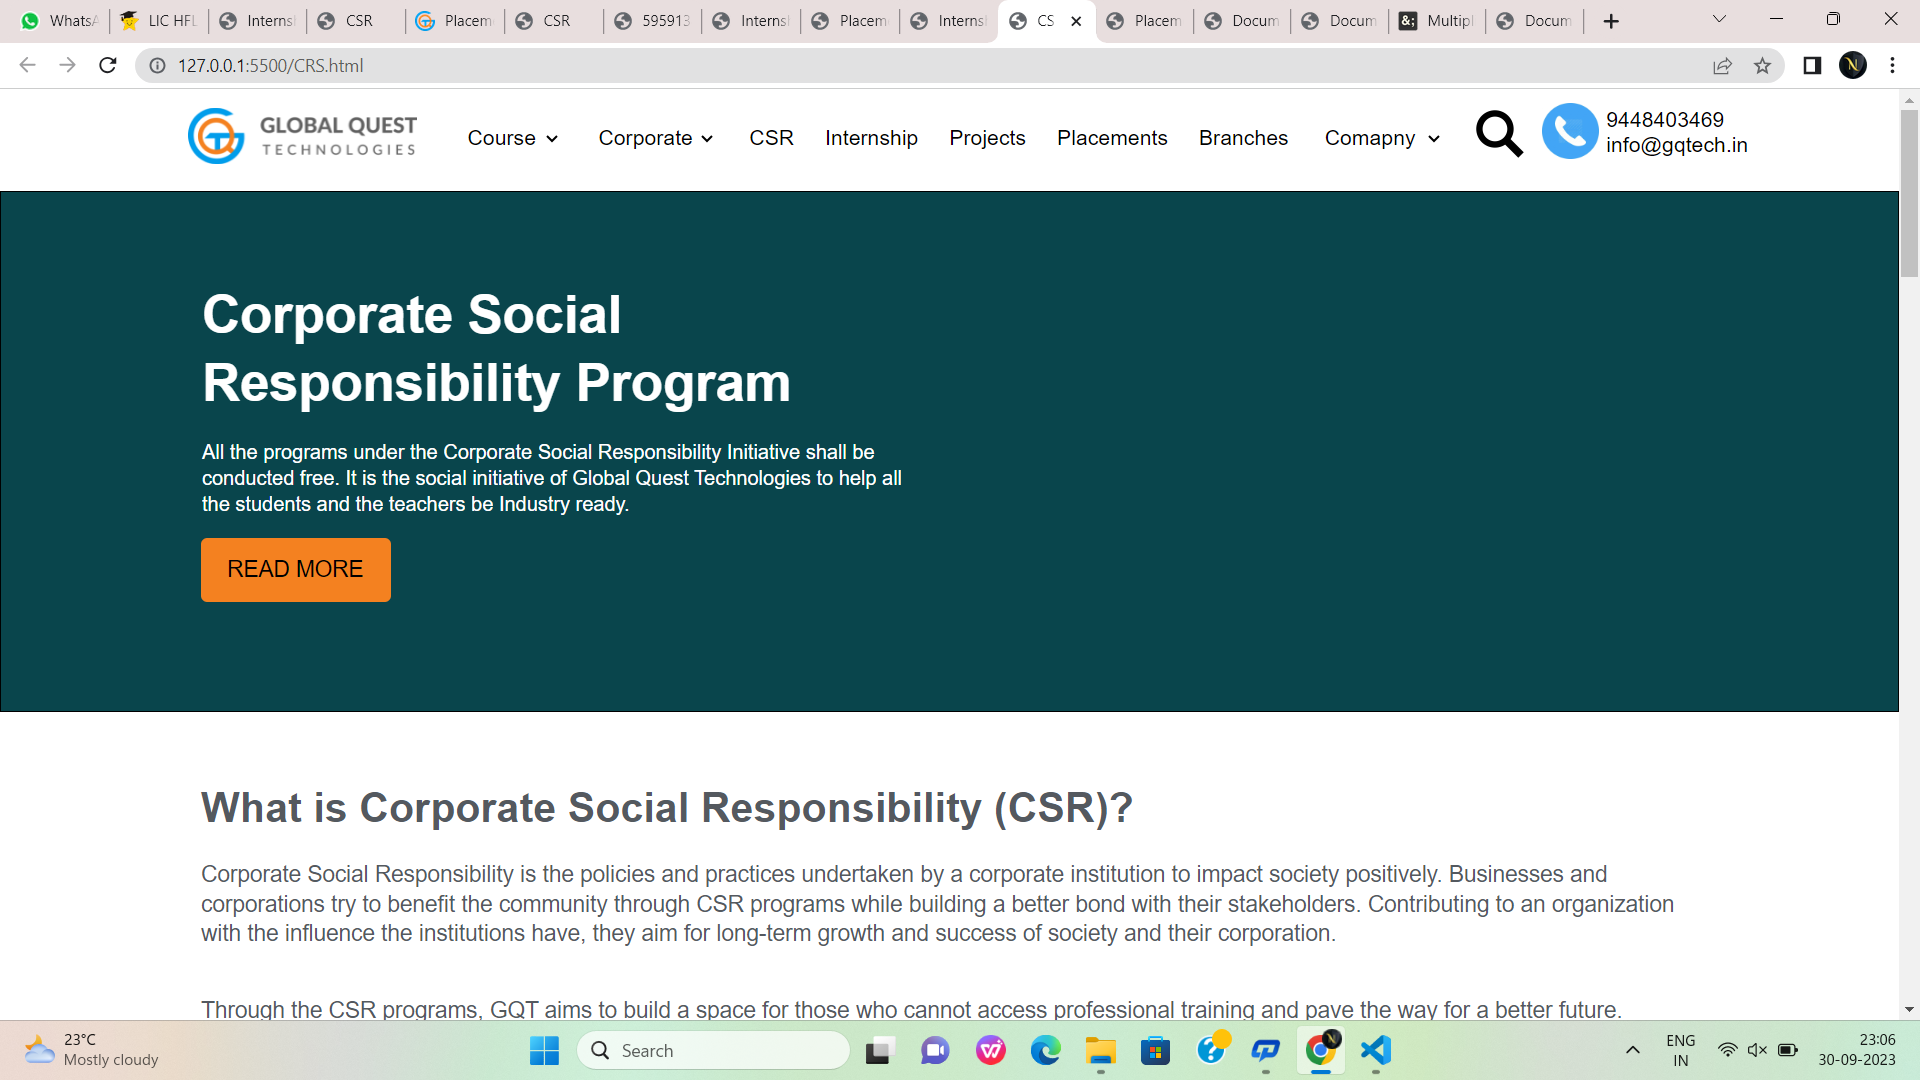 WhatsA
LIC HFL
Interns
CSR
Placem
CSR
595913
Interns
Placem
Interns
CS
Placem
Docum
Docum
Multipl
Docum
127.0.0.1:5500/CRS.html
N
GLOBAL QUEST
TECHNOLOGIES
Course
Corporate
CSR
Internship
Projects
Placements
Branches
Comapny
9448403469
info@gqtech.in
Corporate Social
Responsibility Program
All the programs under the Corporate Social Responsibility Initiative shall be
conducted free. It is the social initiative of Global Quest Technologies to help all
the students and the teachers be Industry ready.
READ MORE
What is Corporate Social Responsibility (CSR)?
Corporate Social Responsibility is the policies and practices undertaken by a corporate institution to impact society positively. Businesses and
corporations try to benefit the community through CSR programs while building a better bond with their stakeholders. Contributing to an organization
with the influence the institutions have, they aim for long-term growth and success of society and their corporation.
Through the CSR programs, GQT aims to build a space for those who cannot access professional training and pave the way for a better future.
23°C
Mostly cloudy
Search
ENG
IN
23:06
30-09-2023